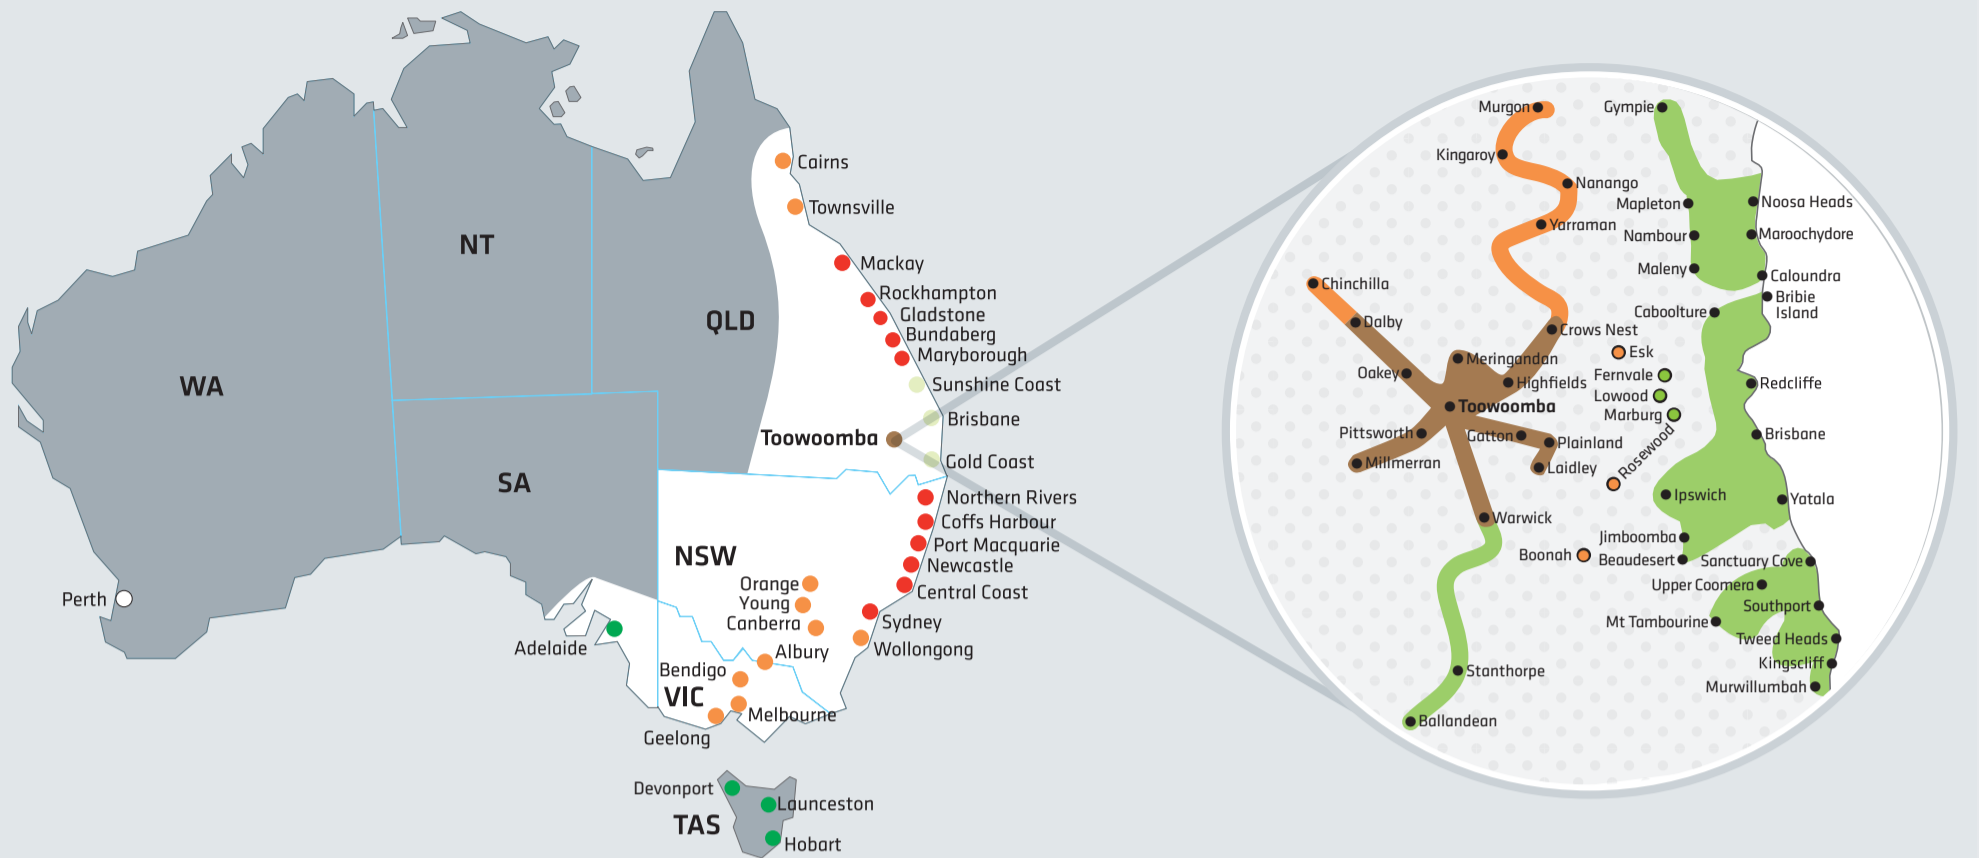 WA
NT
QLD
SA
NSW
VIC
TAS
Perth
Adelaide
Cairns
Townsville
Mackay
Rockhampton
Gladstone
Bundaberg
Maryborough
Sunshine Coast
Brisbane
Toowoomba
Gold Coast
Northern Rivers
Coffs Harbour
Port Macquarie
Newcastle
Central Coast
Sydney
Wollongong
Orange
Young
Canberra
Albury
Bendigo
Melbourne
Geelong
Devonport
Launceston
Hobart
Murgon
Kingaroy
Nanango
Yarraman
Chinchilla
Dalby
Crows Nest
Meringandan
Oakey
Highfields
Toowoomba
Pittsworth
Millmerran
Gatton
Plainland
Laidley
Warwick
Stanthorpe
Ballandean
Esk
Fernvale
Lowood
Marburg
Rosewood
Boonah
Gympie
Mapleton
Noosa Heads
Nambour
Maroochydore
Maleny
Caloundra
Bribie
Island
Caboolture
Redcliffe
Brisbane
Ipswich
Yatala
Jimboomba
Beaudesert
Sanctuary Cove
Upper Coomera
Southport
Mt Tambourine
Tweed Heads
Kingscliff
Murwillumbah